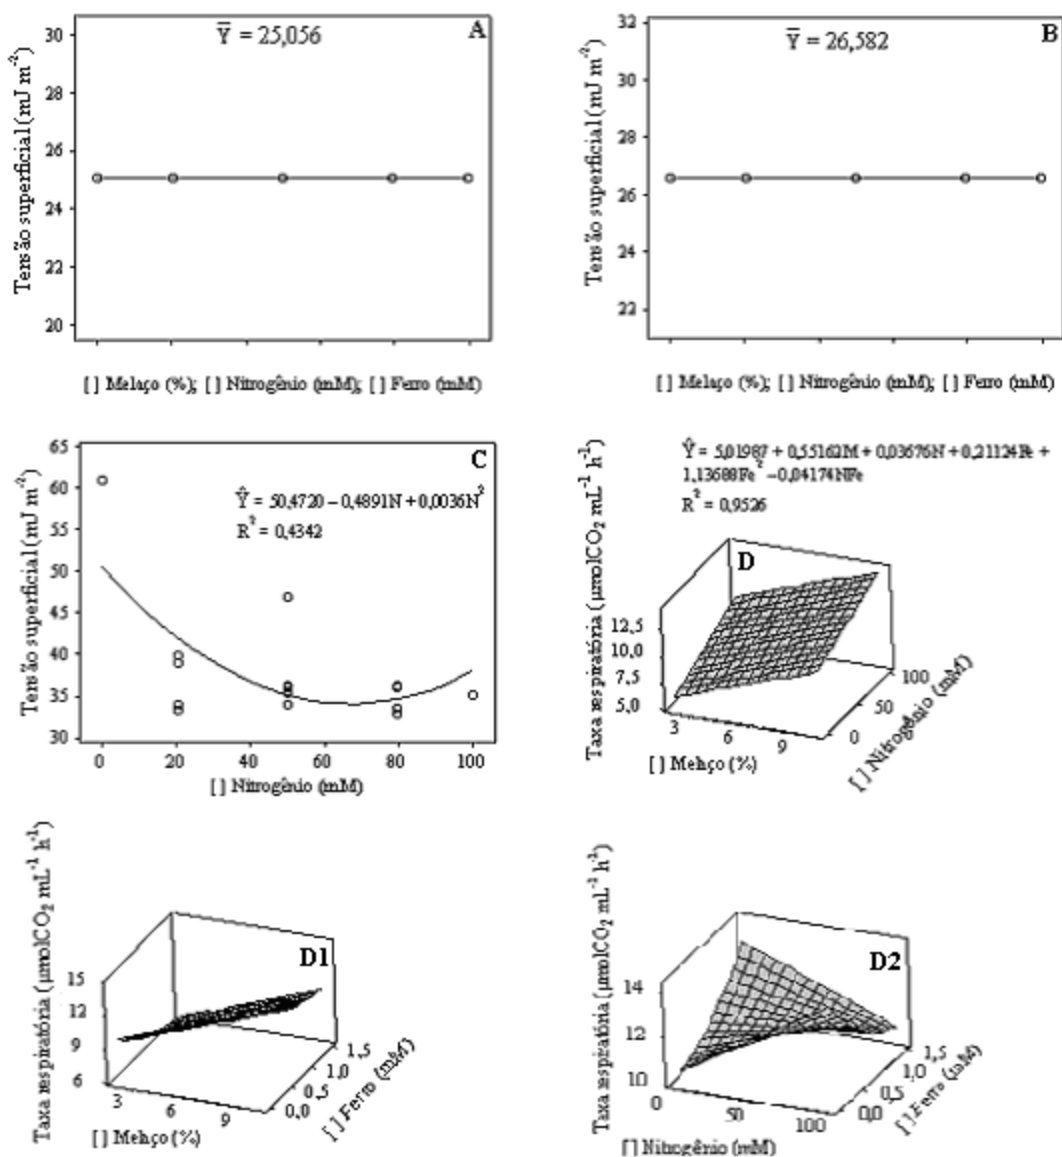 A
Ȳ = 25,056
30
28
26
24
22
20
Tensão superficial (mJ m⁻²)
[ ] Melaço (%); [ ] Nitrogênio (mM); [ ] Ferro (mM)
B
Ȳ = 26,582
32
30
28
26
24
22
Tensão superficial (mJ m⁻²)
[ ] Melaço (%); [ ] Nitrogênio (mM); [ ] Ferro (mM)
C
Ŷ = 50,4720 – 0,4891N + 0,0036N²
R² = 0,4342
65
60
55
50
45
40
35
30
Tensão superficial (mJ m⁻²)
0 20 40 60 80 100
[ ] Nitrogênio (mM)
Ŷ = 5,01987 + 0,55162M + 0,03676N + 0,21124Fe +
1,13688Fe² – 0,04174NFe
R² = 0,9526
D
Taxa respiratória (µmolCO₂ mL⁻¹ h⁻¹)
12,5
10,0
7,5
5,0
3 6 9
[ ] Melaço (%)
0 50 100
[ ] Nitrogênio (mM)
D1
Taxa respiratória (µmolCO₂ mL⁻¹ h⁻¹)
15
12
9
6
3 6 9
[ ] Melaço (%)
0,0 0,5 1,0 1,5
[ ] Ferro (mM)
D2
Taxa respiratória (µmolCO₂ mL⁻¹ h⁻¹)
14
12
10
0 50 100
[ ] Nitrogênio (mM)
0,0 0,5 1,0 1,5
[ ] Ferro (mM)